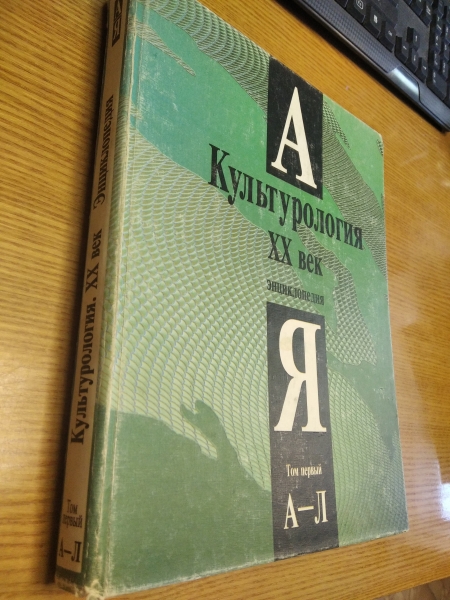 А
Культурология
XX век
энциклопедия
Я
Том первый
А—Л
Культурология. XX век Энциклопедия
Том
первый
А—Л